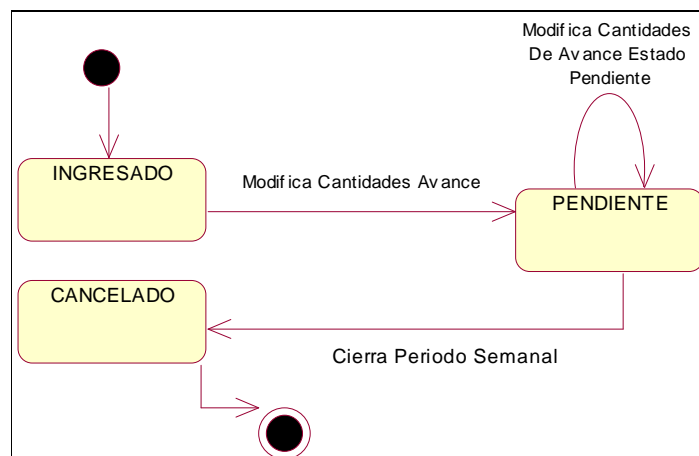 Modifica Cantidades
De Avance Estado
Pendiente
INGRESADO
Modifica Cantidades Avance
PENDIENTE
CANCELADO
Cierra Periodo Semanal